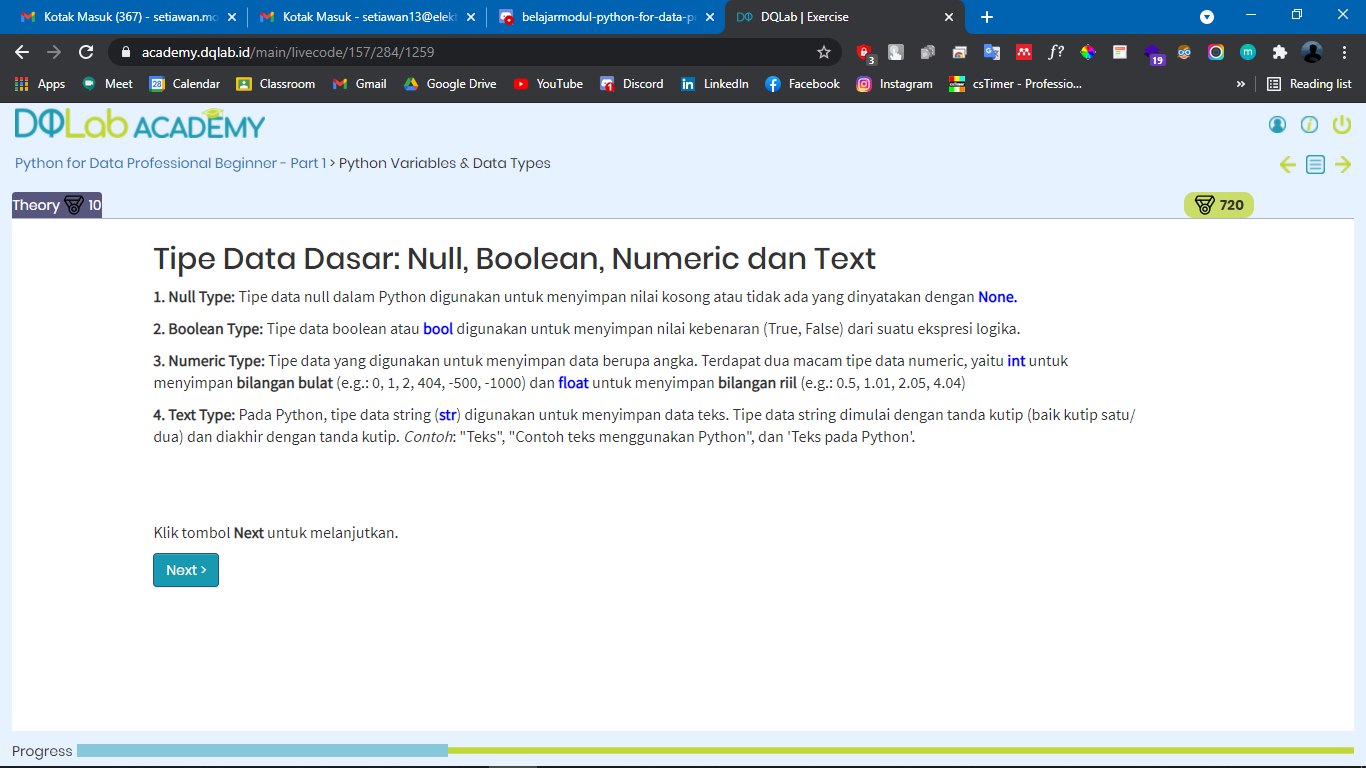 Kotak Masuk (367) - setiawan.mo
Kotak Masuk - setiawan13@elekt
belajarmodul-python-for-data-pr
DQLab | Exercise
academy.dqlab.id/main/livecode/157/284/1259
3
f?
19
Apps
Meet
28
Calendar
Classroom
Gmail
Google Drive
YouTube
Discord
LinkedIn
Facebook
Instagram
csTimer - Professio...
»
Reading list
DQLab ACADEMY
Python for Data Professional Beginner - Part 1 > Python Variables & Data Types
Theory 10
720
Tipe Data Dasar: Null, Boolean, Numeric dan Text
1. Null Type: Tipe data null dalam Python digunakan untuk menyimpan nilai kosong atau tidak ada yang dinyatakan dengan None.
2. Boolean Type: Tipe data boolean atau bool digunakan untuk menyimpan nilai kebenaran (True, False) dari suatu ekspresi logika.
3. Numeric Type: Tipe data yang digunakan untuk menyimpan data berupa angka. Terdapat dua macam tipe data numeric, yaitu int untuk
menyimpan bilangan bulat (e.g.: 0, 1, 2, 404, -500, -1000) dan float untuk menyimpan bilangan riil (e.g.: 0.5, 1.01, 2.05, 4.04)
4. Text Type: Pada Python, tipe data string (str) digunakan untuk menyimpan data teks. Tipe data string dimulai dengan tanda kutip (baik kutip satu/
dua) dan diakhir dengan tanda kutip. Contoh: "Teks", "Contoh teks menggunakan Python", dan 'Teks pada Python'.
Klik tombol Next untuk melanjutkan.
Next >
Progress